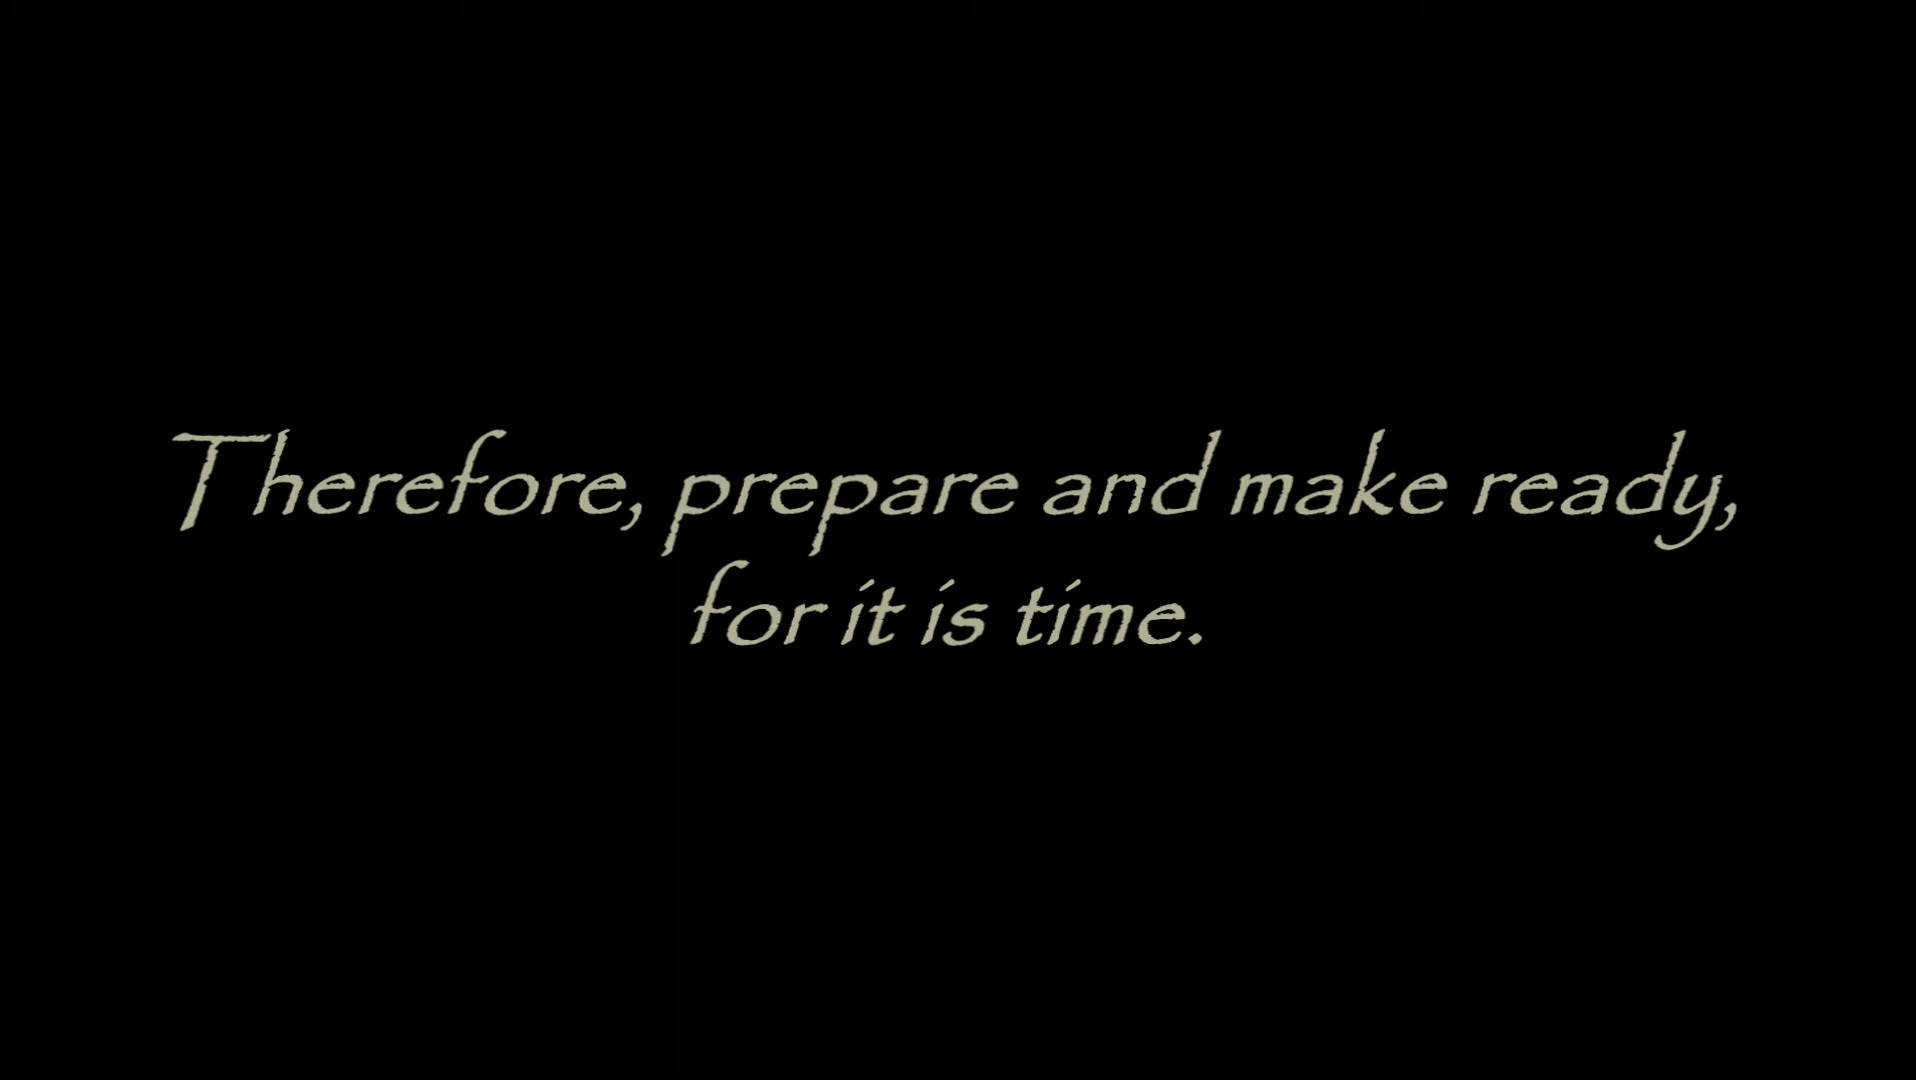 Therefore, prepare and make ready,
for it is time.